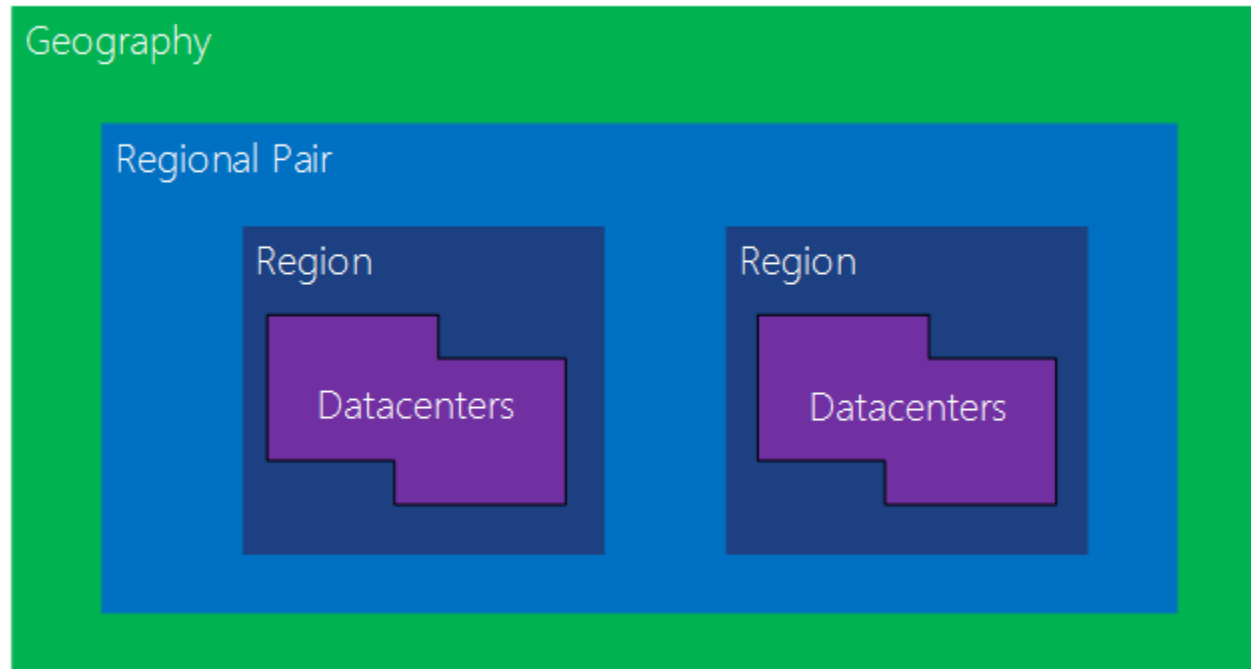 Geography
Regional Pair
Region
Region
Datacenters
Datacenters